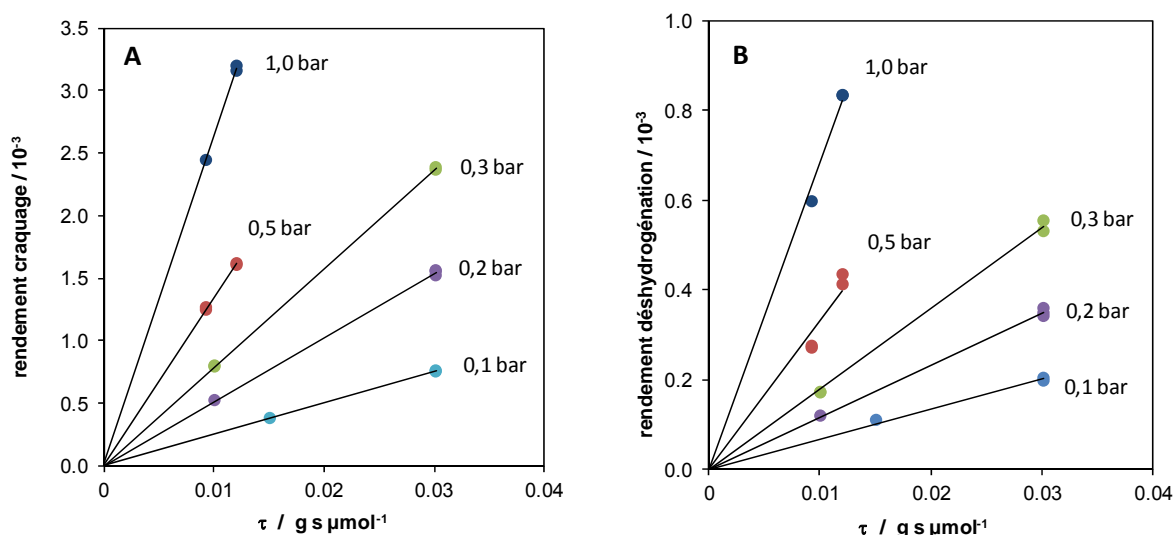 A
rendement craquage / 10⁻³
3.5
3.0
2.5
2.0
1.5
1.0
0.5
0.0
1,0 bar
0,5 bar
0,3 bar
0,2 bar
0,1 bar
0
0.01
0.02
0.03
0.04
τ / g s µmol⁻¹
B
rendement déshydrogénation / 10⁻³
1.0
0.8
0.6
0.4
0.2
0.0
1,0 bar
0,5 bar
0,3 bar
0,2 bar
0,1 bar
0
0.01
0.02
0.03
0.04
τ / g s µmol⁻¹